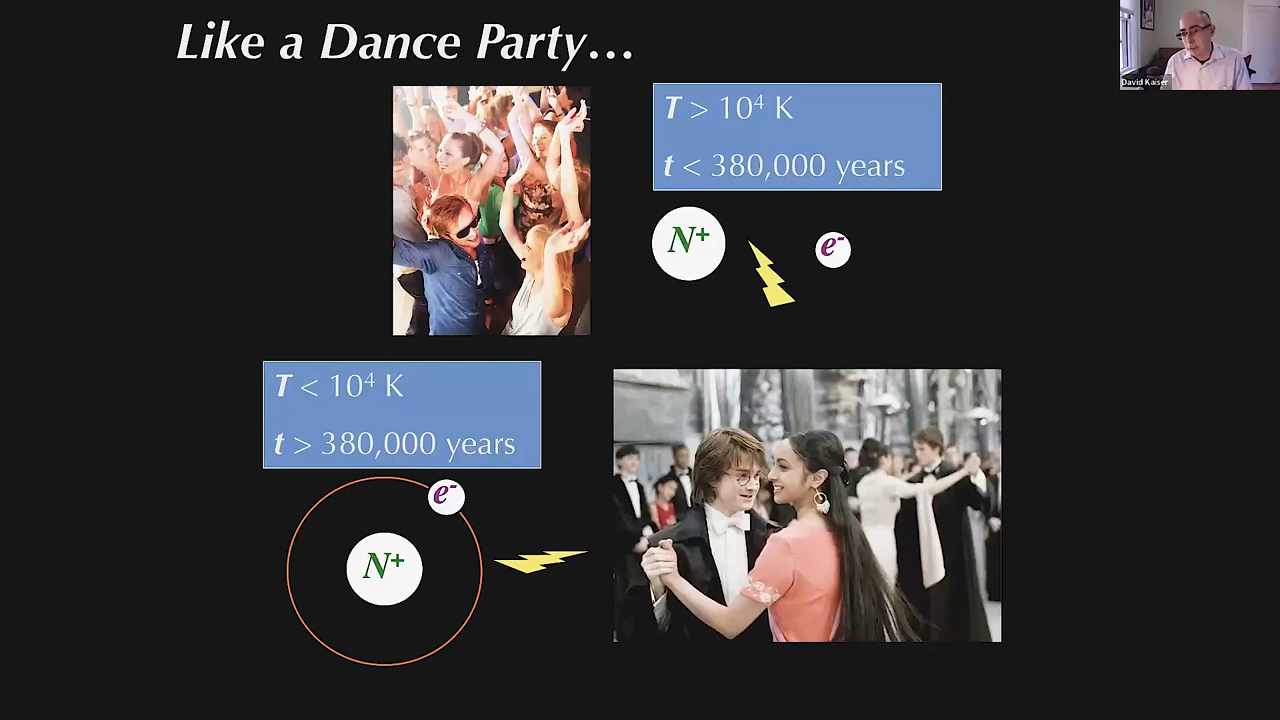 Like a Dance Party…
David Kaiser
T > 10⁴ K
t < 380,000 years
N⁺
e⁻
T < 10⁴ K
t > 380,000 years
e⁻
N⁺